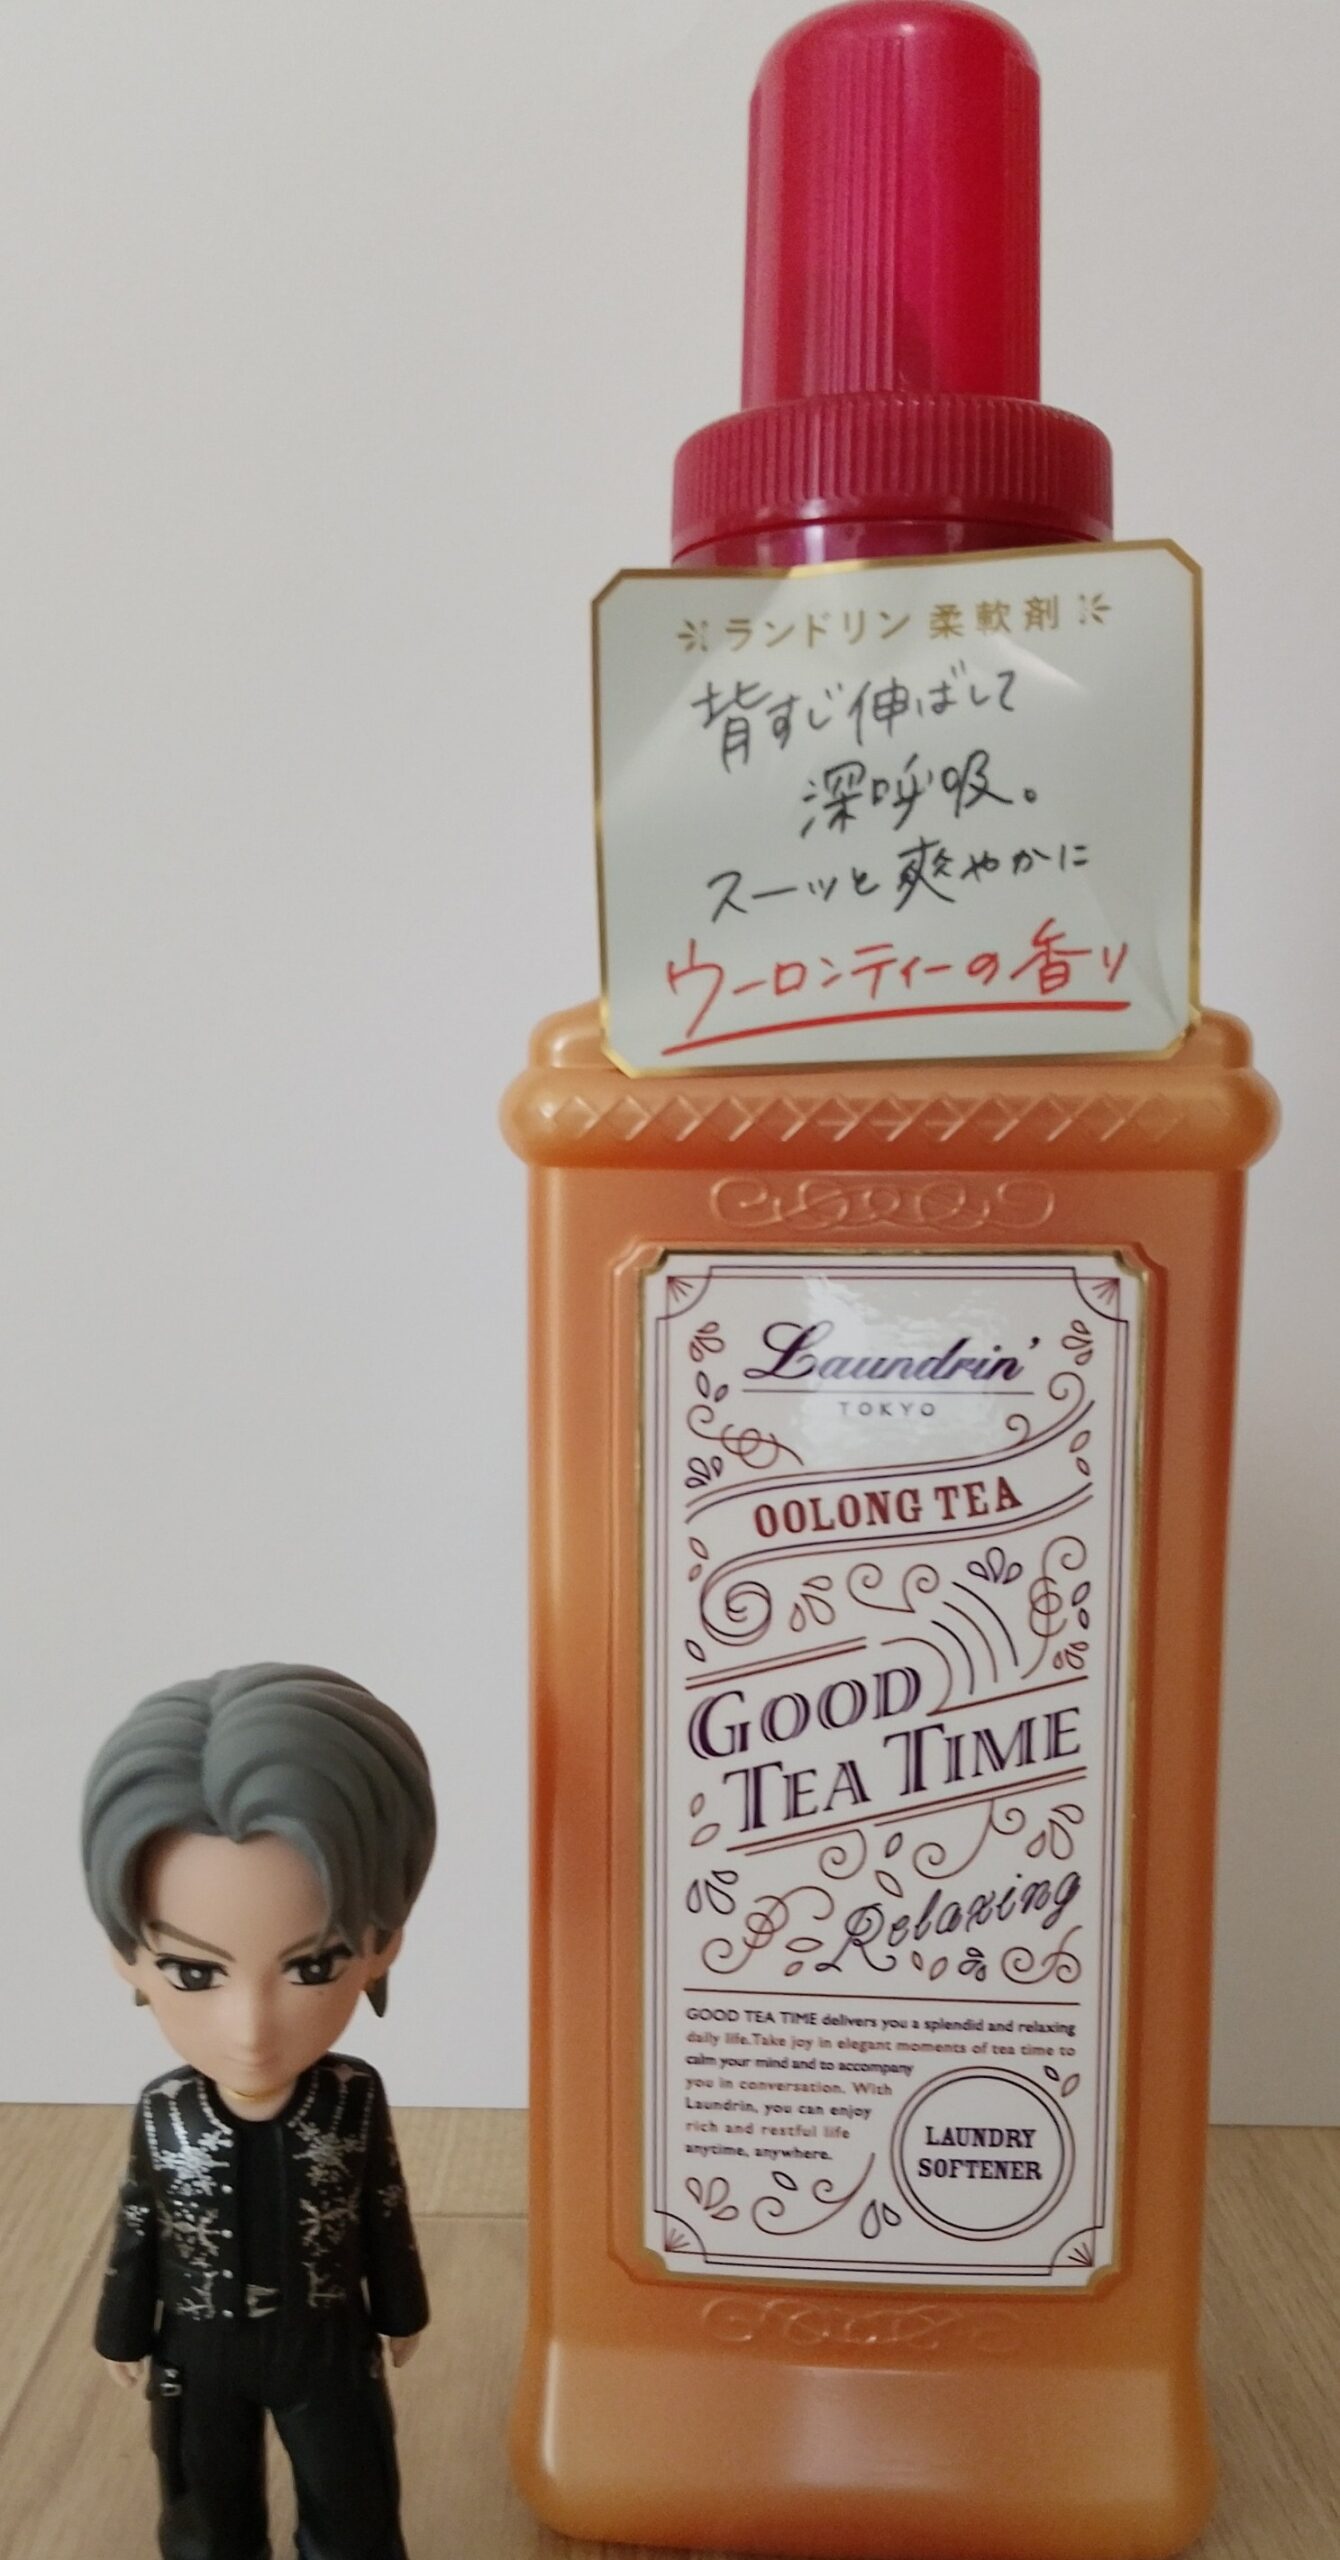 ランドリン 柔軟剤
背すじ伸ばして
深呼吸。
スーッと爽やかに
ウーロンティーの香り
Laundrin'
TOKYO
OOLONG TEA
GOOD
TEA TIME
Relaxing
GOOD TEA TIME delivers you a splendid and relaxing
daily life.Take joy in elegant moments of tea time to
calm your mind and to accompany
you in conversation. With
Laundrin, you can enjoy
rich and restful life
anytime, anywhere.
LAUNDRY
SOFTENER